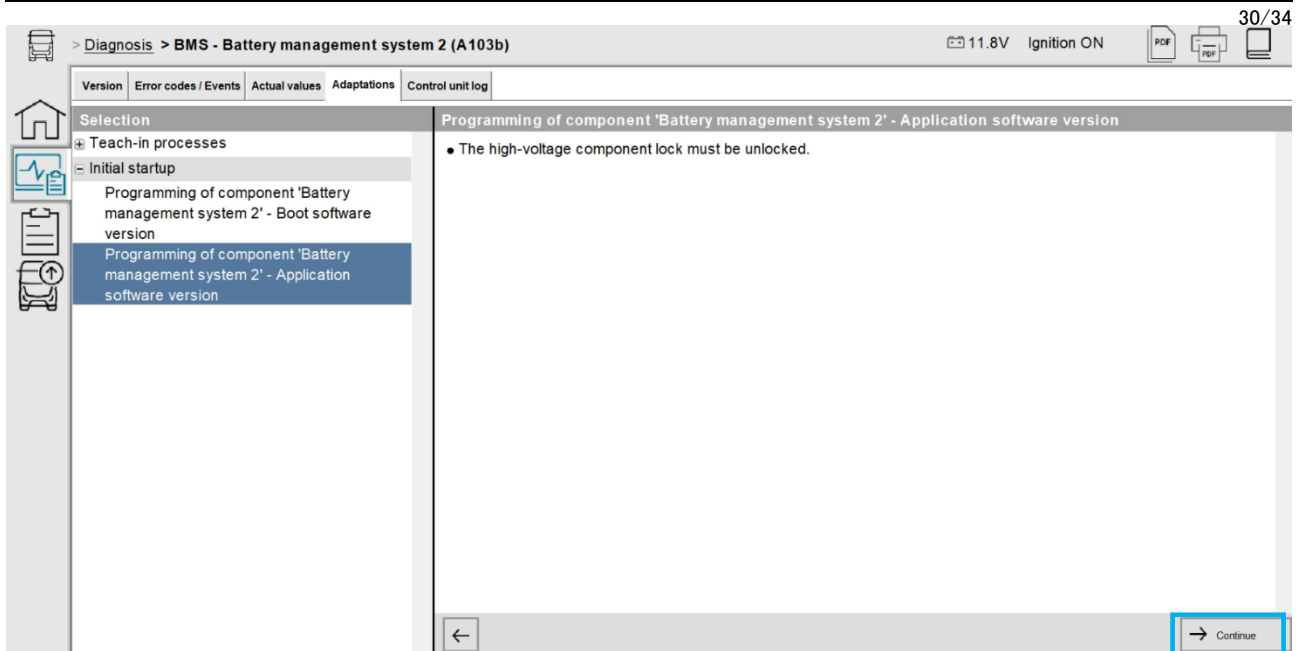 30/34
> Diagnosis > BMS - Battery management system 2 (A103b)
11.8V Ignition ON
PDF
PDF
Version Error codes / Events Actual values Adaptations Control unit log
Selection
Teach-in processes
Initial startup
Programming of component 'Battery
management system 2' - Boot software
version
Programming of component 'Battery
management system 2' - Application
software version
Programming of component 'Battery management system 2' - Application software version
• The high-voltage component lock must be unlocked.
Continue